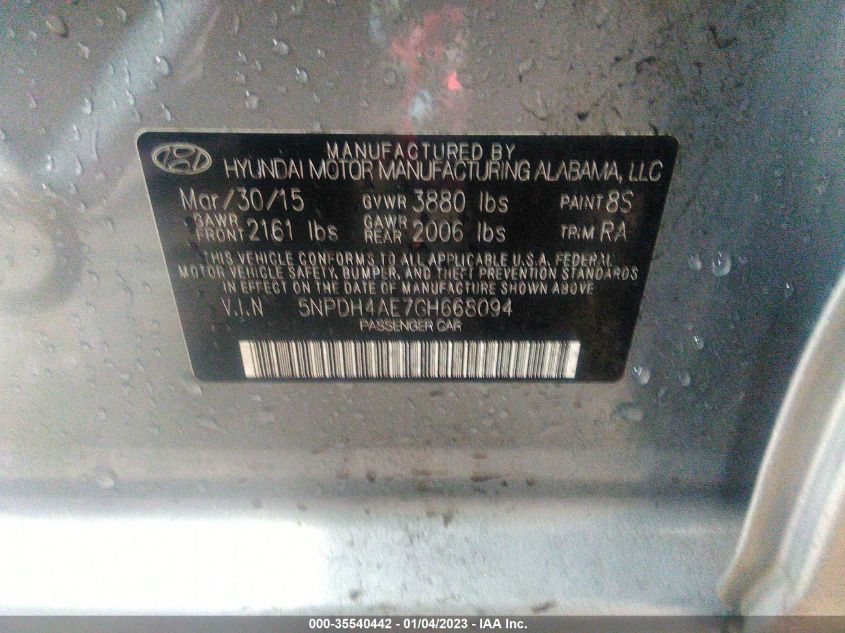 MANUFACTURED BY
HYUNDAI MOTOR MANUFACTURING ALABAMA, LLC
Mar/30/15 GVWR 3880 lbs PAINT 8S
GAWR FRONT 2161 lbs GAWR REAR 2006 lbs TRIM RA
THIS VEHICLE CONFORMS TO ALL APPLICABLE U.S.A. FEDERAL
MOTOR VEHICLE SAFETY, BUMPER, AND THEFT PREVENTION STANDARDS
IN EFFECT ON THE DATE OF MANUFACTURE SHOWN ABOVE
V.I.N 5NPDH4AE7GH668094
PASSENGER CAR
000-35540442 - 01/04/2023 - IAA Inc.